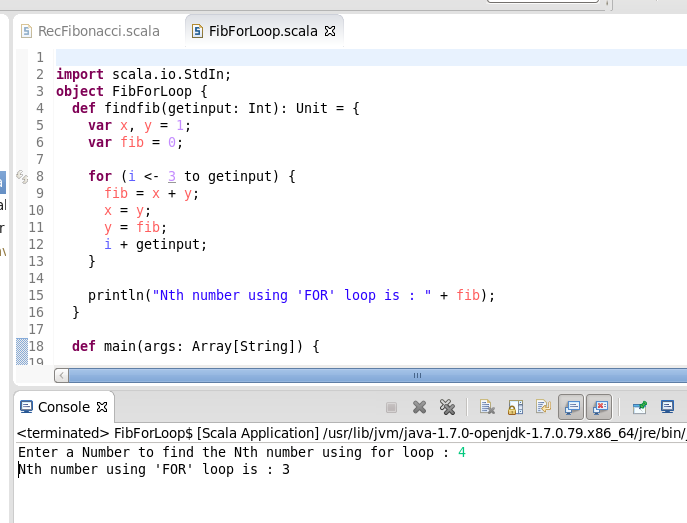 RecFibonacci.scala FibForLoop.scala
1
2 import scala.io.StdIn;
3 object FibForLoop {
4 def findfib(getinput: Int): Unit = {
5 var x, y = 1;
6 var fib = 0;
7
8 for (i <- 3 to getinput) {
9 fib = x + y;
10 x = y;
11 y = fib;
12 i + getinput;
13 }
14
15 println("Nth number using 'FOR' loop is : " + fib);
16 }
17
18 def main(args: Array[String]) {
19
Console
<terminated> FibForLoop$ [Scala Application] /usr/lib/jvm/java-1.7.0-openjdk-1.7.0.79.x86_64/jre/bin/
Enter a Number to find the Nth number using for loop : 4
Nth number using 'FOR' loop is : 3